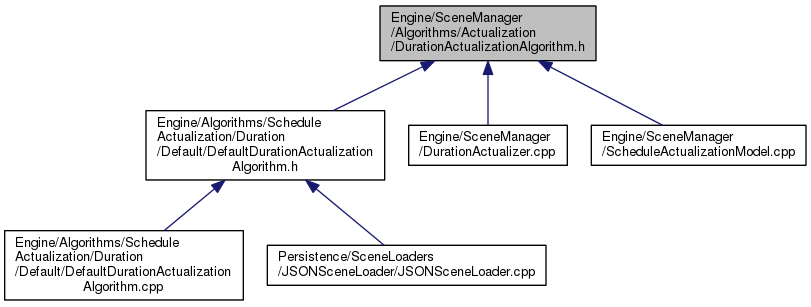 Engine/SceneManager
/Algorithms/Actualization
/DurationActualizationAlgorithm.h
Engine/Algorithms/Schedule
Actualization/Duration
/Default/DefaultDurationActualization
Algorithm.h
Engine/SceneManager
/DurationActualizer.cpp
Engine/SceneManager
/ScheduleActualizationModel.cpp
Engine/Algorithms/Schedule
Actualization/Duration
/Default/DefaultDurationActualization
Algorithm.cpp
Persistence/SceneLoaders
/JSONSceneLoader/JSONSceneLoader.cpp